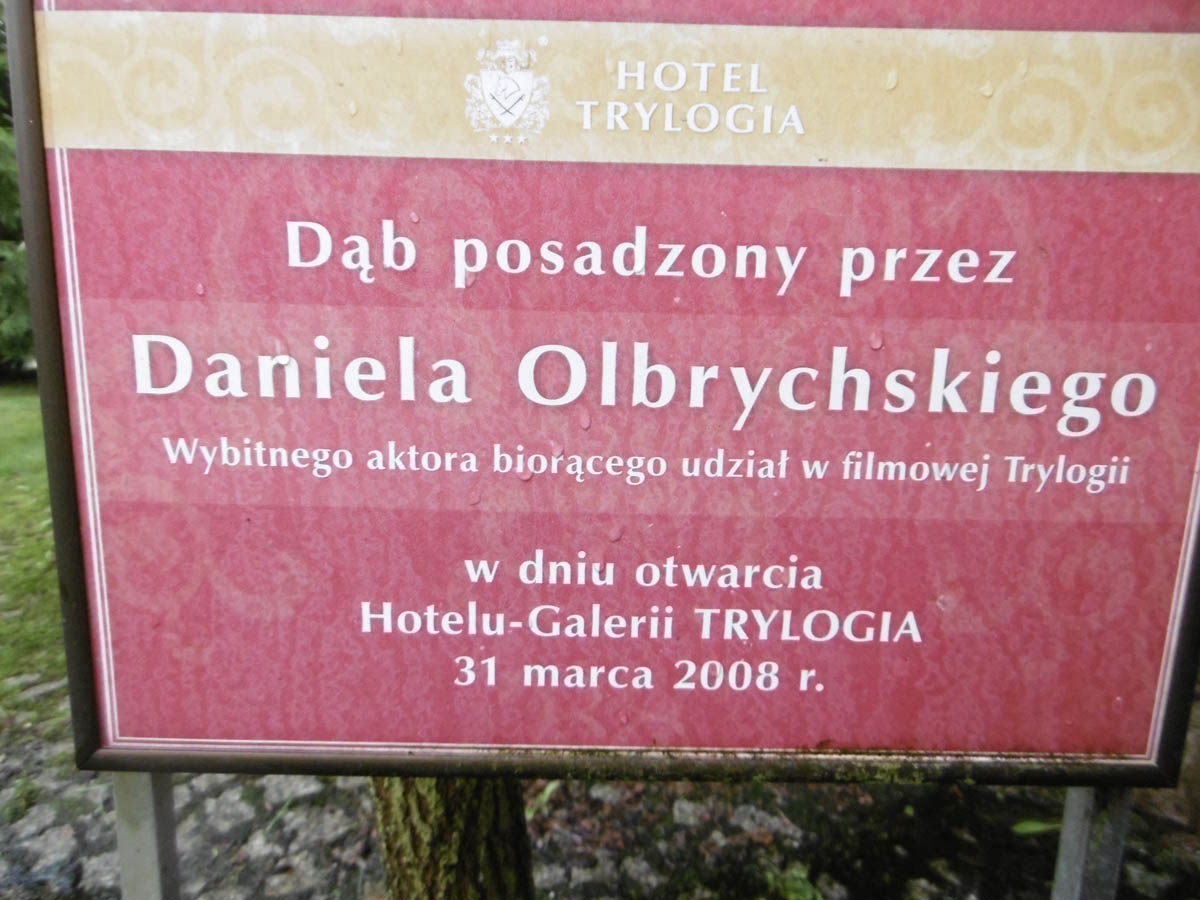 HOTEL
TRYLOGIA
Dąb posadzony przez
Daniela Olbrychskiego
Wybitnego aktora biorącego udział w filmowej Trylogii
w dniu otwarcia
Hotelu-Galerii TRYLOGIA
31 marca 2008 r.